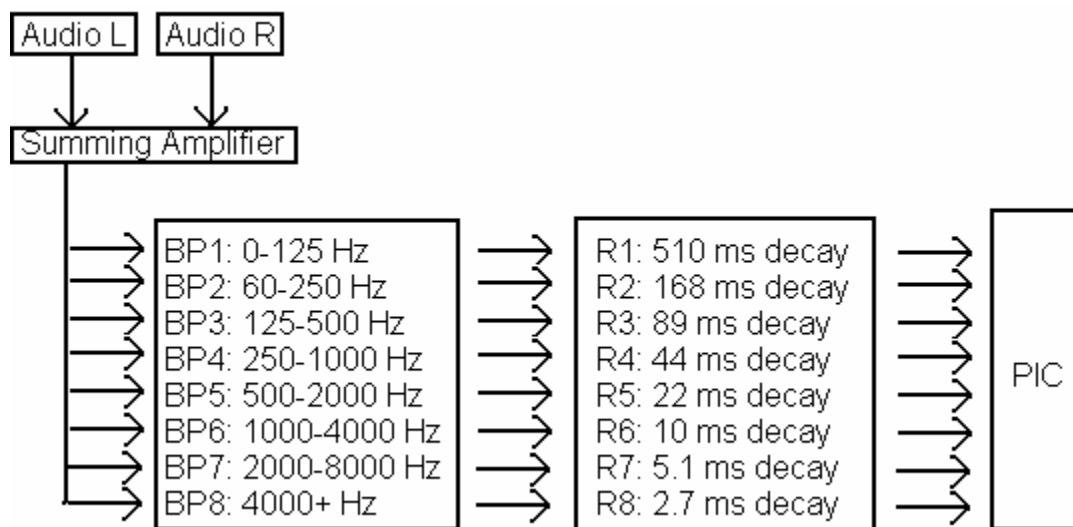 Audio L
Audio R
Summing Amplifier
BP1: 0-125 Hz
BP2: 60-250 Hz
BP3: 125-500 Hz
BP4: 250-1000 Hz
BP5: 500-2000 Hz
BP6: 1000-4000 Hz
BP7: 2000-8000 Hz
BP8: 4000+ Hz
R1: 510 ms decay
R2: 168 ms decay
R3: 89 ms decay
R4: 44 ms decay
R5: 22 ms decay
R6: 10 ms decay
R7: 5.1 ms decay
R8: 2.7 ms decay
PIC